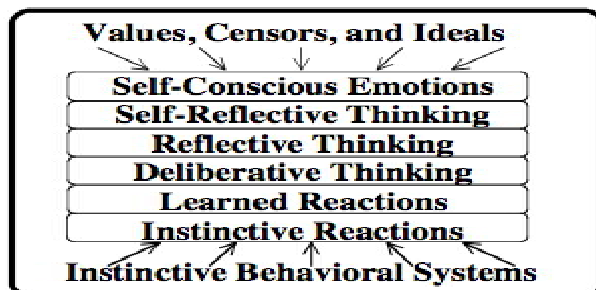 Values, Censors, and Ideals
Self-Conscious Emotions
Self-Reflective Thinking
Reflective Thinking
Deliberative Thinking
Learned Reactions
Instinctive Reactions
Instinctive Behavioral Systems